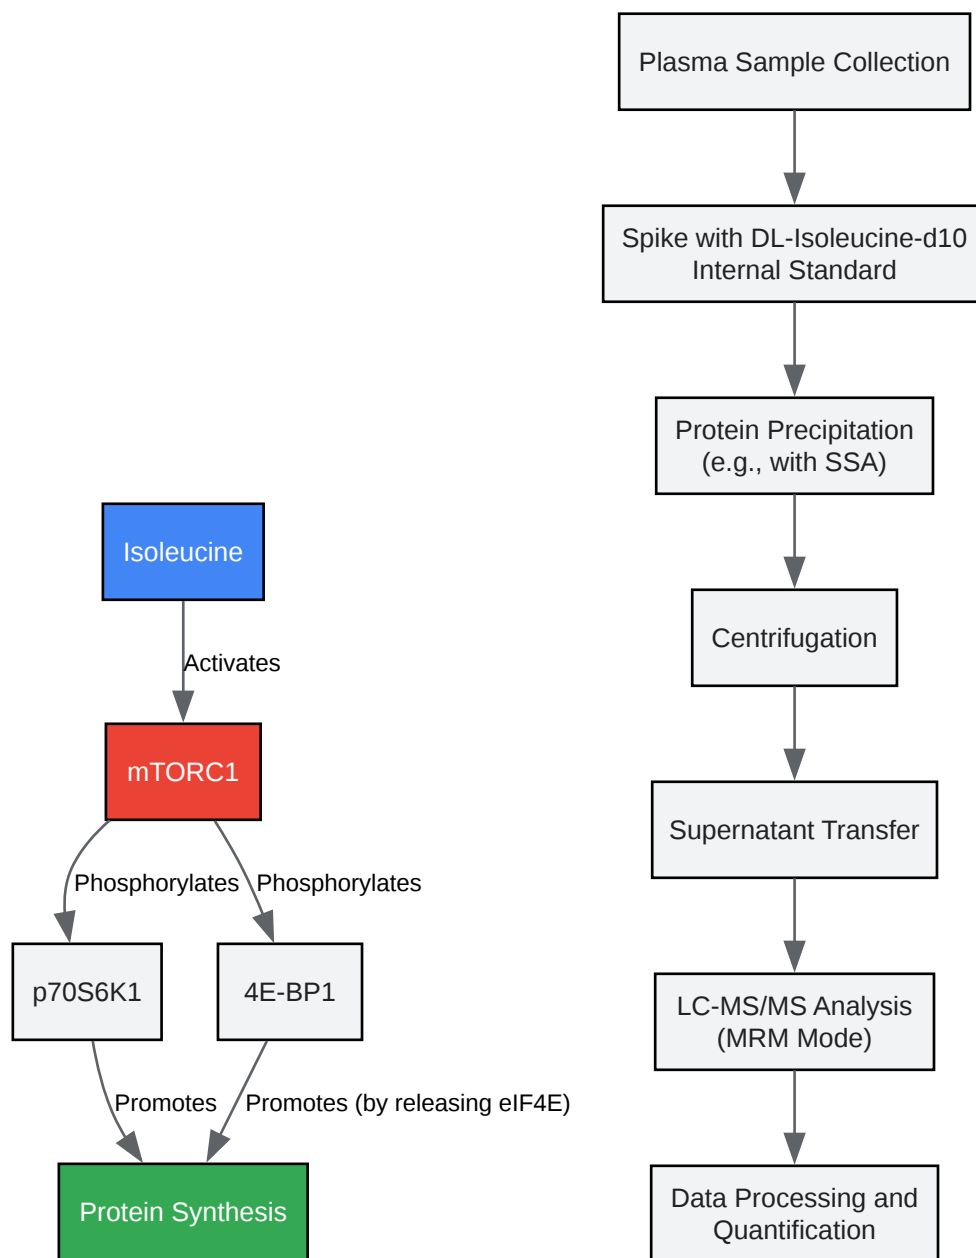 Plasma Sample Collection
Spike with DL-Isoleucine-d10
Internal Standard
Protein Precipitation
(e.g., with SSA)
Isoleucine
Centrifugation
Activates
mTORC1
Supernatant Transfer
Phosphorylates
Phosphorylates
p70S6K1
4E-BP1
LC-MS/MS Analysis
(MRM Mode)
Promotes
Promotes (by releasing eIF4E)
Protein Synthesis
Data Processing and
Quantification